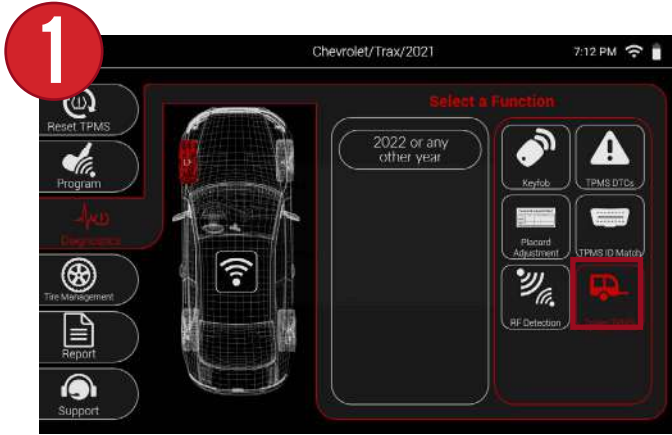 1
Chevrolet/Trax/2021
7:12 PM
Reset TPMS
Program
Diagnostics
Tire Management
Report
Support
LF
Select a Function
2022 or any
other year
Keyfob
TPMS DTCs
Placard
Adjustment
TPMS ID Match
RF Detection